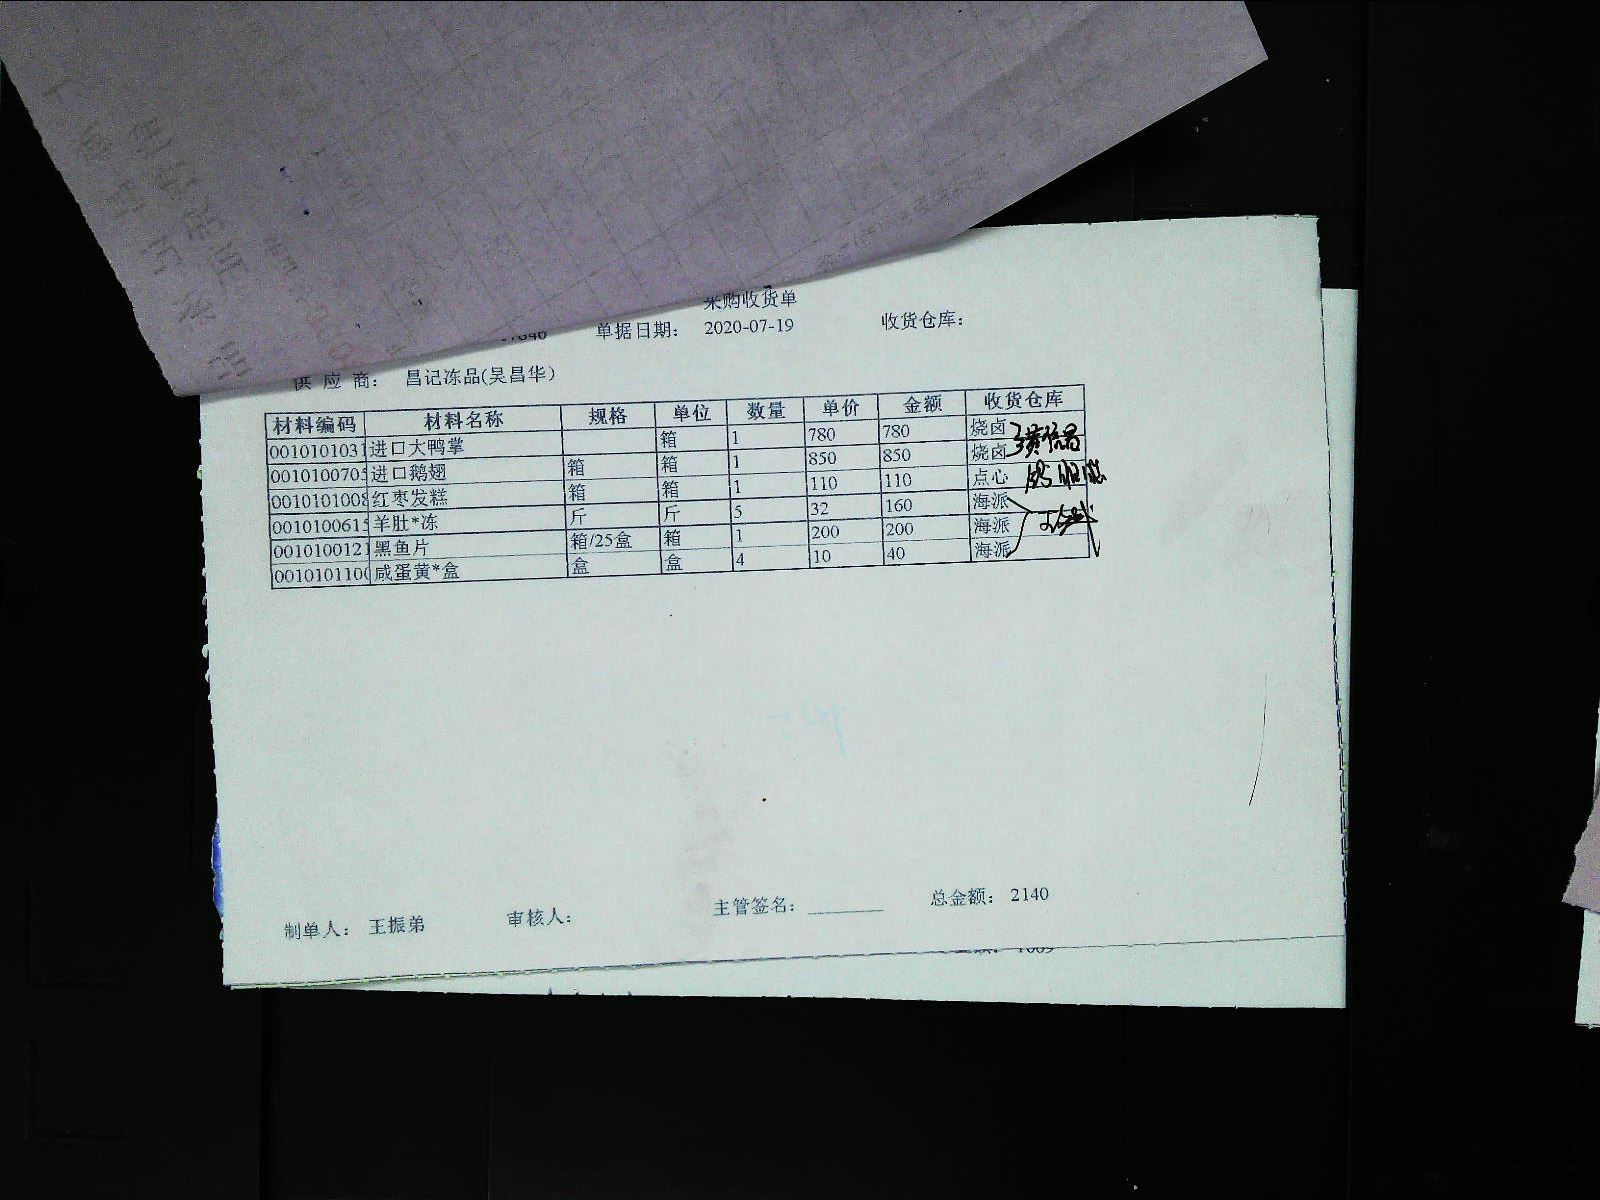 采购收货单
单据日期： 2020-07-19 收货仓库：
供 应 商： 昌记冻品(吴昌华)
材料编码 材料名称 规格 单位 数量 单价 金额 收货仓库
0010101031 进口大鸭掌 箱 1 780 780 烧卤
001010070 进口鹅翅 箱 箱 1 850 850 烧卤
001010100 红枣发糕 箱 箱 1 110 110 点心
0010100615 羊肚*冻 斤 斤 5 32 160 海派
0010100121 黑鱼片 箱/25盒 箱 1 200 200 海派
001010110 咸蛋黄*盒 盒 盒 4 10 40 海派
制单人： 王振弟 审核人： 主管签名： 总金额： 2140